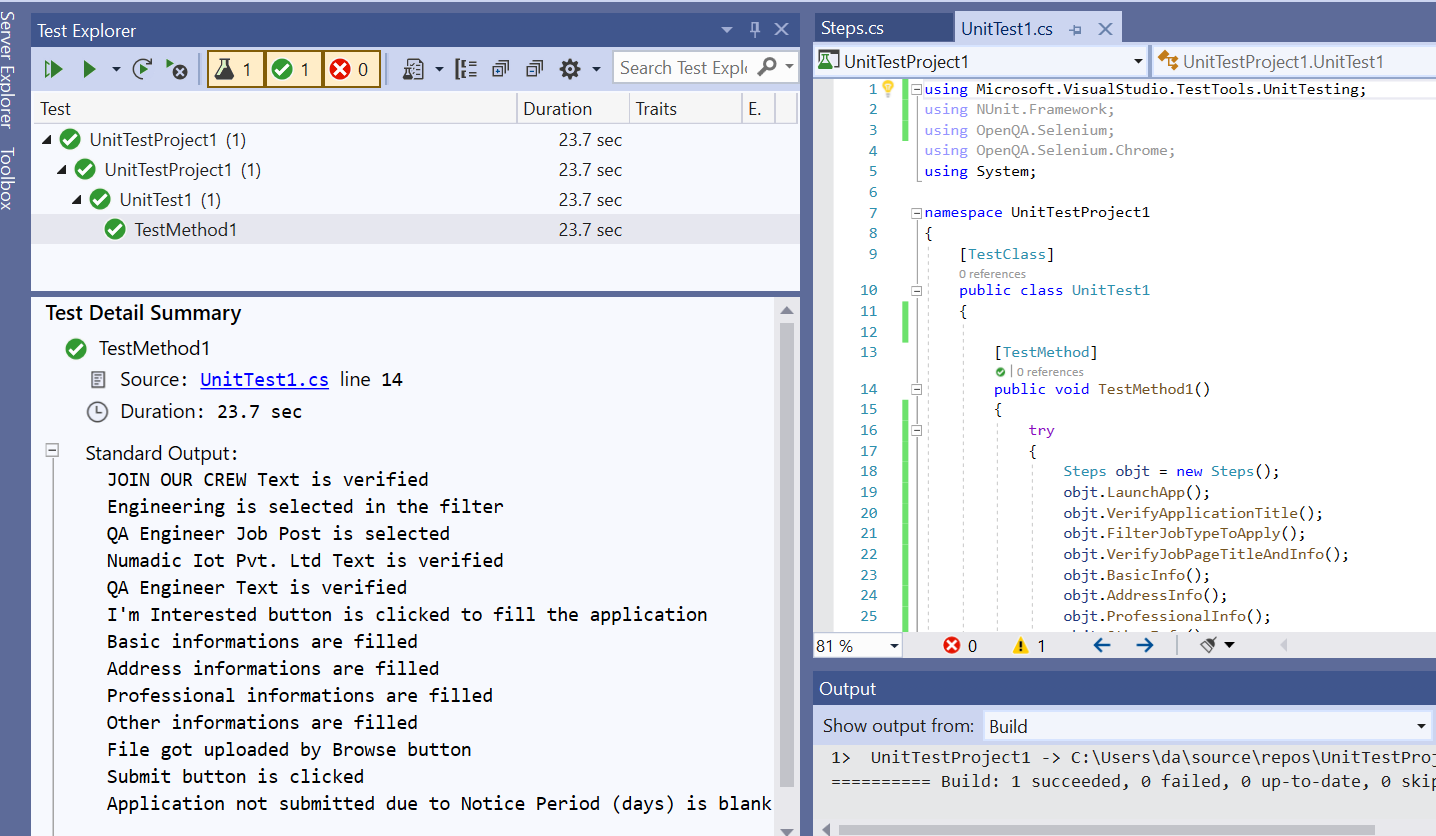 Server Explorer
Toolbox
Test Explorer
1 1 0 Search Test Expl
Test Duration Traits E.
UnitTestProject1 (1) 23.7 sec
UnitTestProject1 (1) 23.7 sec
UnitTest1 (1) 23.7 sec
TestMethod1 23.7 sec
Test Detail Summary
TestMethod1
Source: UnitTest1.cs line 14
Duration: 23.7 sec
Standard Output:
JOIN OUR CREW Text is verified
Engineering is selected in the filter
QA Engineer Job Post is selected
Numadic Iot Pvt. Ltd Text is verified
QA Engineer Text is verified
I'm Interested button is clicked to fill the application
Basic informations are filled
Address informations are filled
Professional informations are filled
Other informations are filled
File got uploaded by Browse button
Submit button is clicked
Application not submitted due to Notice Period (days) is blank
Steps.cs UnitTest1.cs
UnitTestProject1 UnitTestProject1.UnitTest1
1 using Microsoft.VisualStudio.TestTools.UnitTesting;
2 using NUnit.Framework;
3 using OpenQA.Selenium;
4 using OpenQA.Selenium.Chrome;
5 using System;
6
7 namespace UnitTestProject1
8 {
9 [TestClass]
0 references
10 public class UnitTest1
11 {
12
13 [TestMethod]
0 references
14 public void TestMethod1()
15 {
16 try
17 {
18 Steps objt = new Steps();
19 objt.LaunchApp();
20 objt.VerifyApplicationTitle();
21 objt.FilterJobTypeToApply();
22 objt.VerifyJobPageTitleAndInfo();
23 objt.BasicInfo();
24 objt.AddressInfo();
25 objt.ProfessionalInfo();
81 % 0 1
Output
Show output from: Build
1> UnitTestProject1 -> C:\Users\da\source\repos\UnitTestProj
========== Build: 1 succeeded, 0 failed, 0 up-to-date, 0 skip